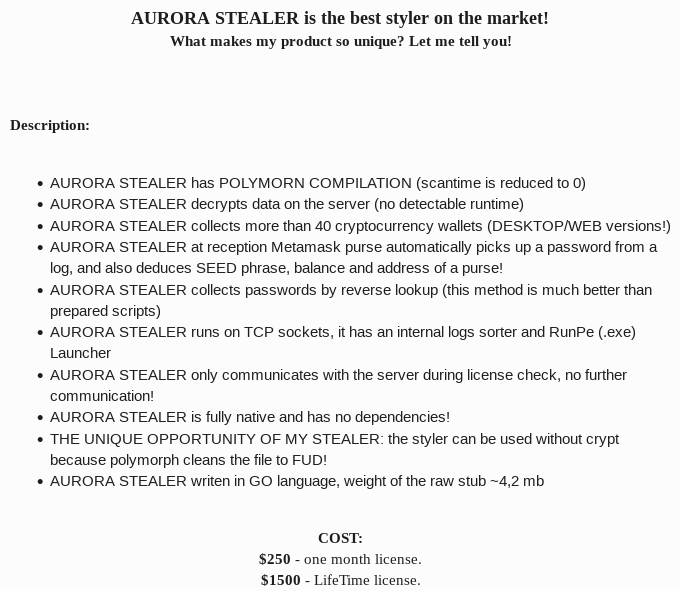 AURORA STEALER is the best styler on the market!
What makes my product so unique? Let me tell you!
Description:
• AURORA STEALER has POLYMORN COMPILATION (scantime is reduced to 0)
• AURORA STEALER decrypts data on the server (no detectable runtime)
• AURORA STEALER collects more than 40 cryptocurrency wallets (DESKTOP/WEB versions!)
• AURORA STEALER at reception Metamask purse automatically picks up a password from a
log, and also deduces SEED phrase, balance and address of a purse!
• AURORA STEALER collects passwords by reverse lookup (this method is much better than
prepared scripts)
• AURORA STEALER runs on TCP sockets, it has an internal logs sorter and RunPe (.exe)
Launcher
• AURORA STEALER only communicates with the server during license check, no further
communication!
• AURORA STEALER is fully native and has no dependencies!
• THE UNIQUE OPPORTUNITY OF MY STEALER: the styler can be used without crypt
because polymorph cleans the file to FUD!
• AURORA STEALER writen in GO language, weight of the raw stub ~4,2 mb
COST:
$250 - one month license.
$1500 - LifeTime license.